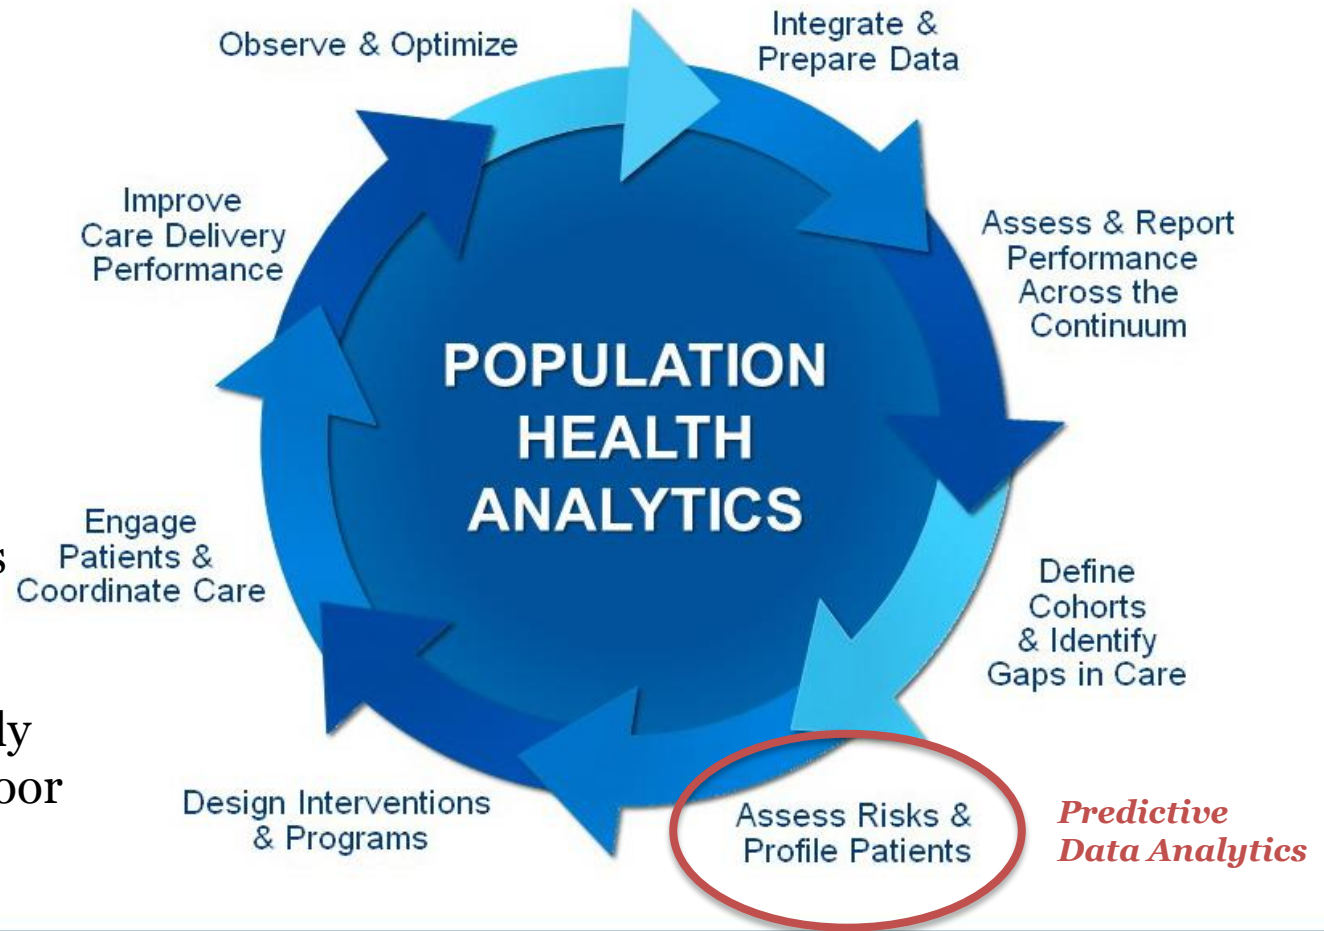 Observe & Optimize
Integrate &
Prepare Data
Assess & Report
Performance
Across the
Continuum
Define
Cohorts
& Identify
Gaps in Care
Assess Risks &
Profile Patients
Predictive
Data Analytics
Design Interventions
& Programs
Engage
Patients &
Coordinate Care
Improve
Care Delivery
Performance
POPULATION
HEALTH
ANALYTICS